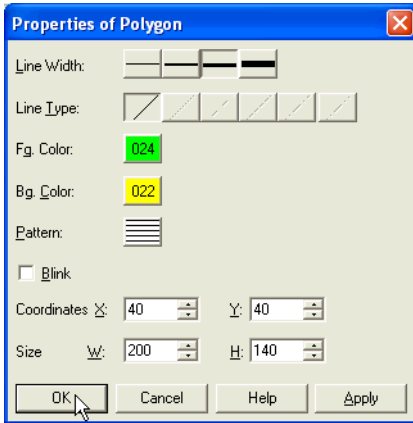 Properties of Polygon
Line Width:
Line Type:
Fg. Color: 024
Bg. Color: 022
Pattern:
Blink
Coordinates X: 40 Y: 40
Size W: 200 H: 140
OK Cancel Help Apply